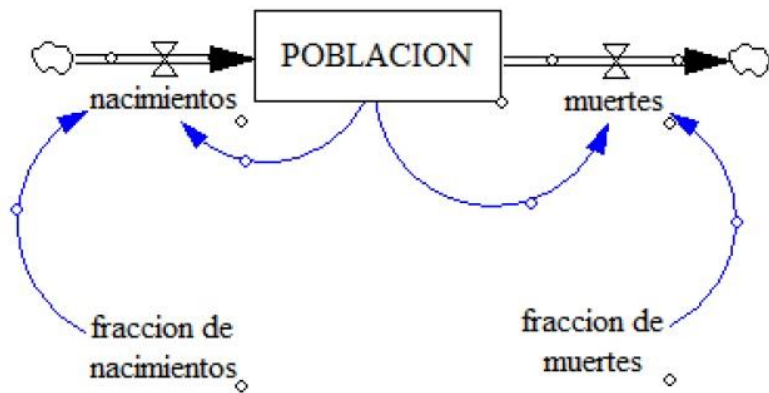 POBLACION
nacimientos
muertes
fraccion de
nacimientos
fraccion de
muertes